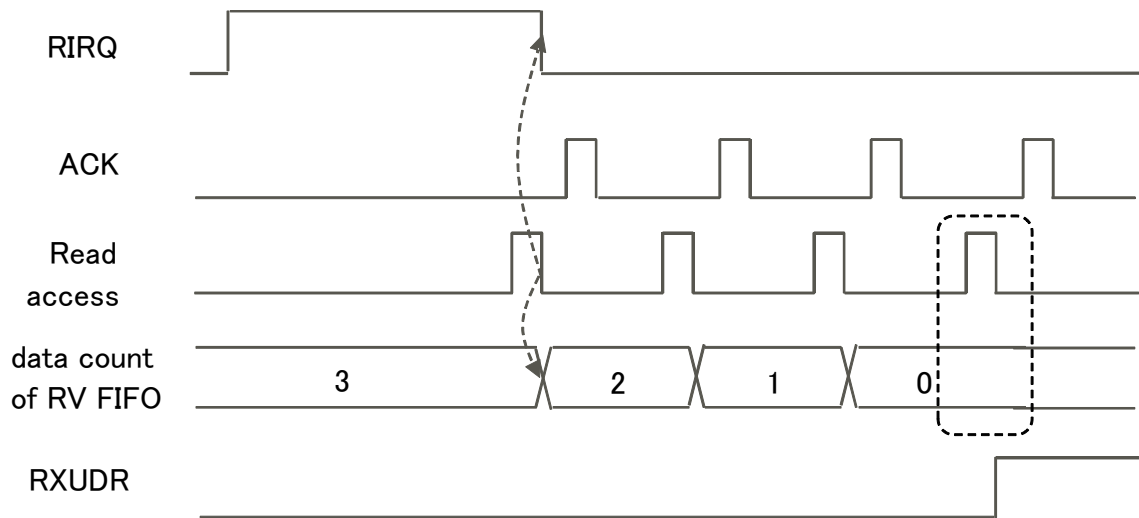 RIRQ
ACK
Read
access
data count
of RV FIFO
3
2
1
0
RXUDR